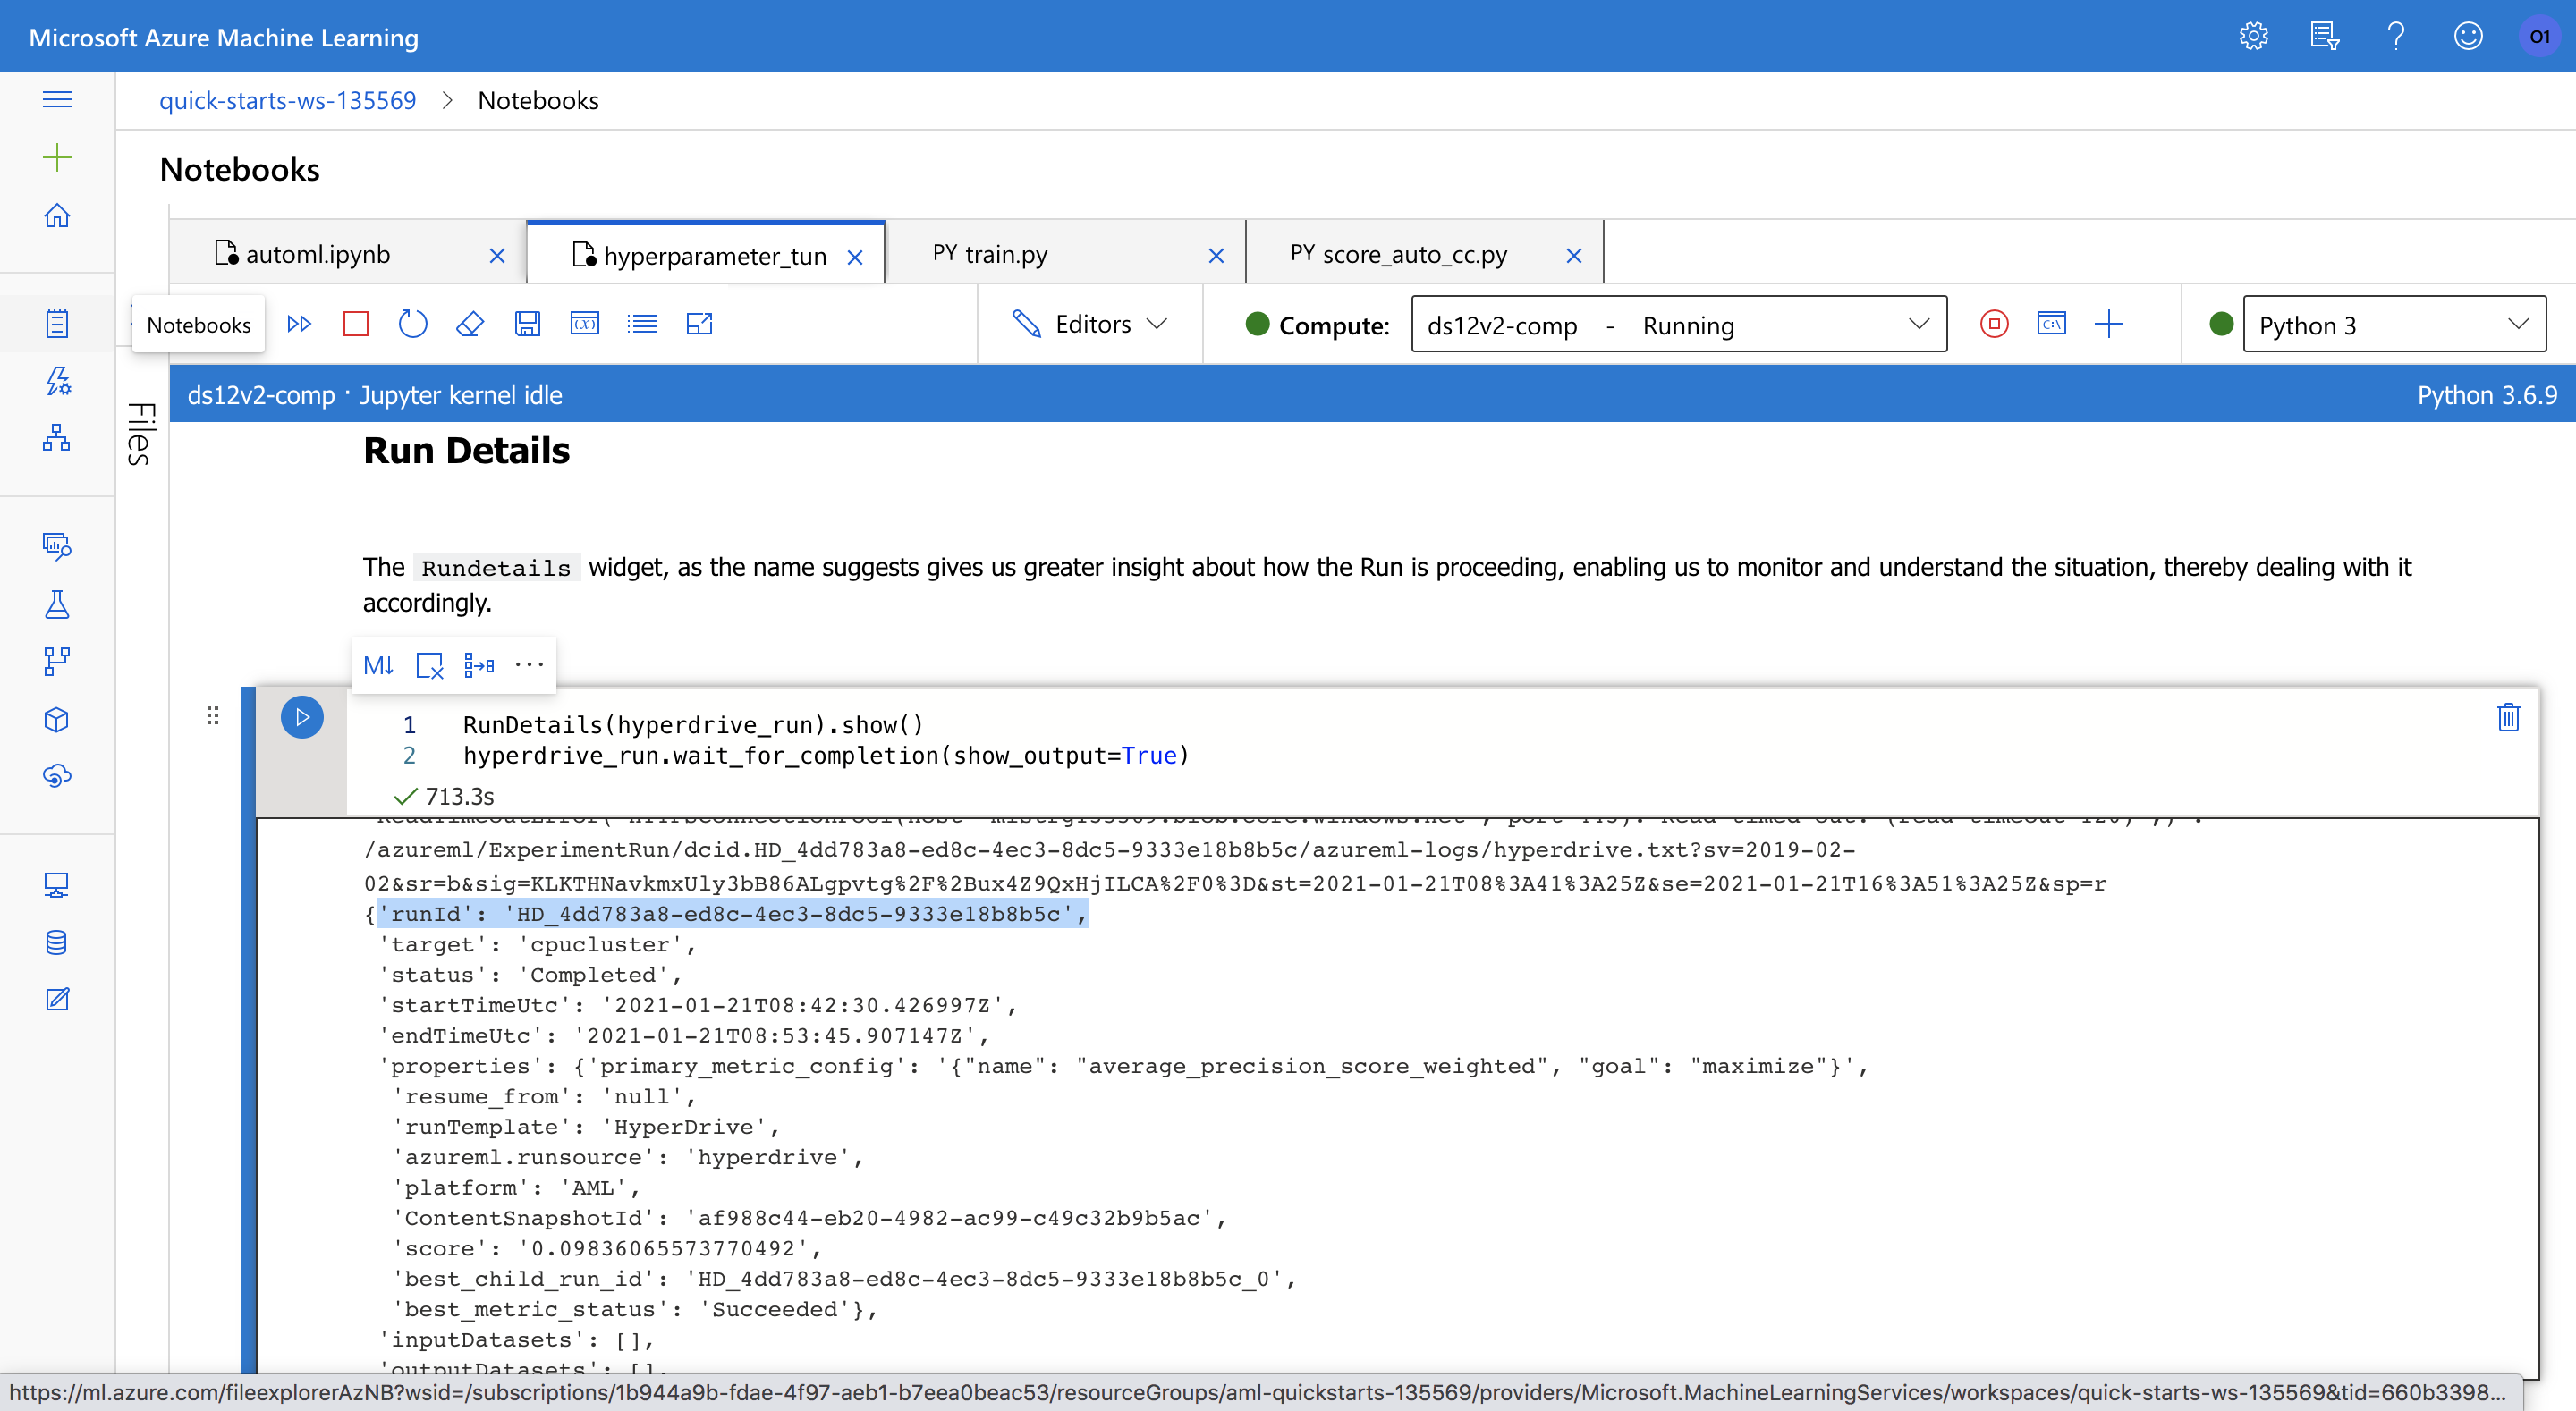 Microsoft Azure Machine Learning
O1
quick-starts-ws-135569 > Notebooks
Notebooks
automl.ipynb
hyperparameter_tun
PY train.py
PY score_auto_cc.py
Notebooks
Editors
Compute:
ds12v2-comp - Running
Python 3
Files
ds12v2-comp · Jupyter kernel idle
Python 3.6.9
Run Details
The Rundetails widget, as the name suggests gives us greater insight about how the Run is proceeding, enabling us to monitor and understand the situation, thereby dealing with it
accordingly.
M↓
1 RunDetails(hyperdrive_run).show()
2 hyperdrive_run.wait_for_completion(show_output=True)
713.3s
/azureml/ExperimentRun/dcid.HD_4dd783a8-ed8c-4ec3-8dc5-9333e18b8b5c/azureml-logs/hyperdrive.txt?sv=2019-02-
02&sr=b&sig=KLKTHNavkmxUly3bB86ALgpvtg%2F%2Bux4Z9QxHjILCA%2F0%3D&st=2021-01-21T08%3A41%3A25Z&se=2021-01-21T16%3A51%3A25Z&sp=r
{'runId': 'HD_4dd783a8-ed8c-4ec3-8dc5-9333e18b8b5c',
'target': 'cpucluster',
'status': 'Completed',
'startTimeUtc': '2021-01-21T08:42:30.426997Z',
'endTimeUtc': '2021-01-21T08:53:45.907147Z',
'properties': {'primary_metric_config': '{"name": "average_precision_score_weighted", "goal": "maximize"}',
'resume_from': 'null',
'runTemplate': 'HyperDrive',
'azureml.runsource': 'hyperdrive',
'platform': 'AML',
'ContentSnapshotId': 'af988c44-eb20-4982-ac99-c49c32b9b5ac',
'score': '0.09836065573770492',
'best_child_run_id': 'HD_4dd783a8-ed8c-4ec3-8dc5-9333e18b8b5c_0',
'best_metric_status': 'Succeeded'},
'inputDatasets': [],
'outputDatasets': [],
https://ml.azure.com/fileexplorerAzNB?wsid=/subscriptions/1b944a9b-fdae-4f97-aeb1-b7eea0beac53/resourceGroups/aml-quickstarts-135569/providers/Microsoft.MachineLearningServices/workspaces/quick-starts-ws-135569&tid=660b3398...